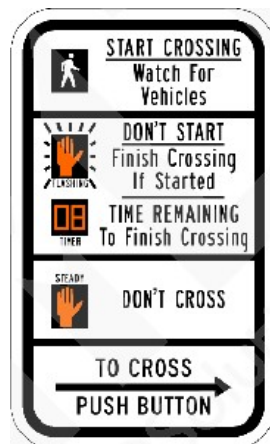 START CROSSING
Watch For
Vehicles
DON'T START
Finish Crossing
If Started
FLASHING
08
TIME REMAINING
To Finish Crossing
TIMER
STEADY
DON'T CROSS
TO CROSS
PUSH BUTTON